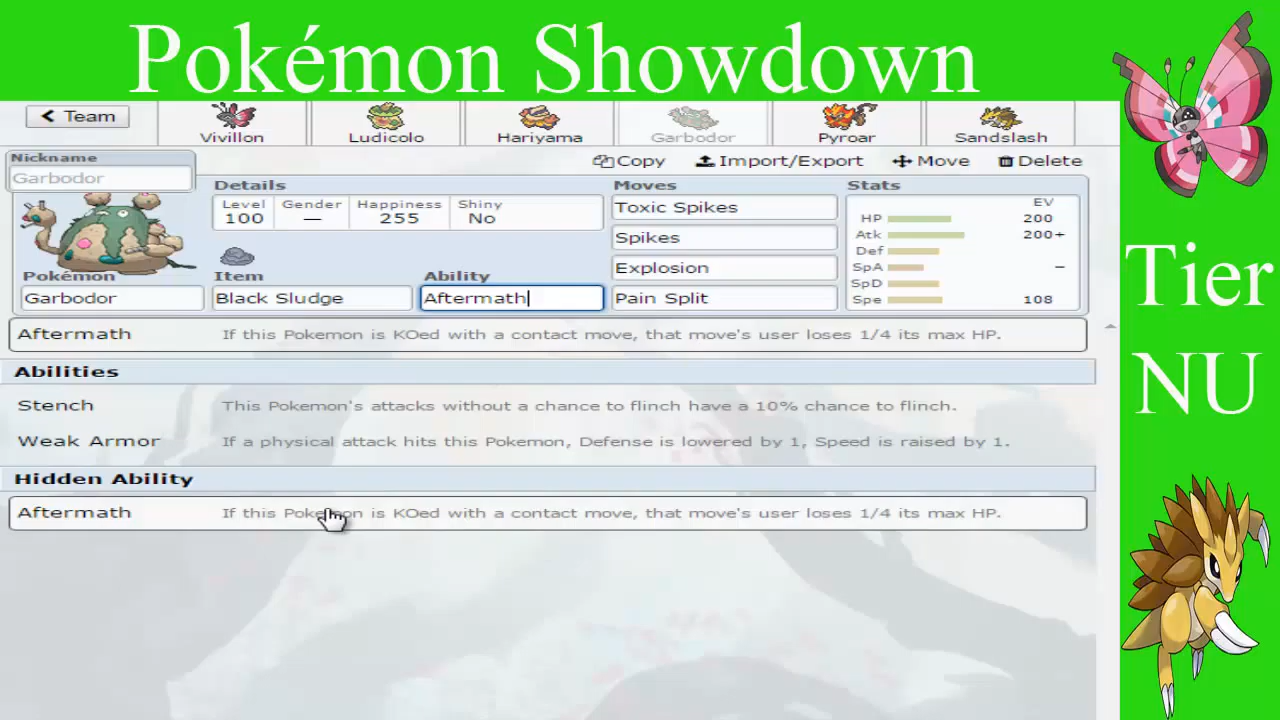 Pokémon Showdown
Team
Vivillon
Ludicolo
Hariyama
Garbodor
Pyroar
Sandslash
Copy
Import/Export
Move
Delete
Nickname
Garbodor
Details
Level
100
Gender
—
Happiness
255
Shiny
No
Pokémon
Garbodor
Item
Black Sludge
Ability
Aftermath
Moves
Toxic Spikes
Spikes
Explosion
Pain Split
Stats
EV
HP 200
Atk 200+
Def
SpA –
SpD
Spe 108
Aftermath If this Pokemon is KOed with a contact move, that move's user loses 1/4 its max HP.
Abilities
Stench This Pokemon's attacks without a chance to flinch have a 10% chance to flinch.
Weak Armor If a physical attack hits this Pokemon, Defense is lowered by 1, Speed is raised by 1.
Hidden Ability
Aftermath If this Pokemon is KOed with a contact move, that move's user loses 1/4 its max HP.
Tier
NU